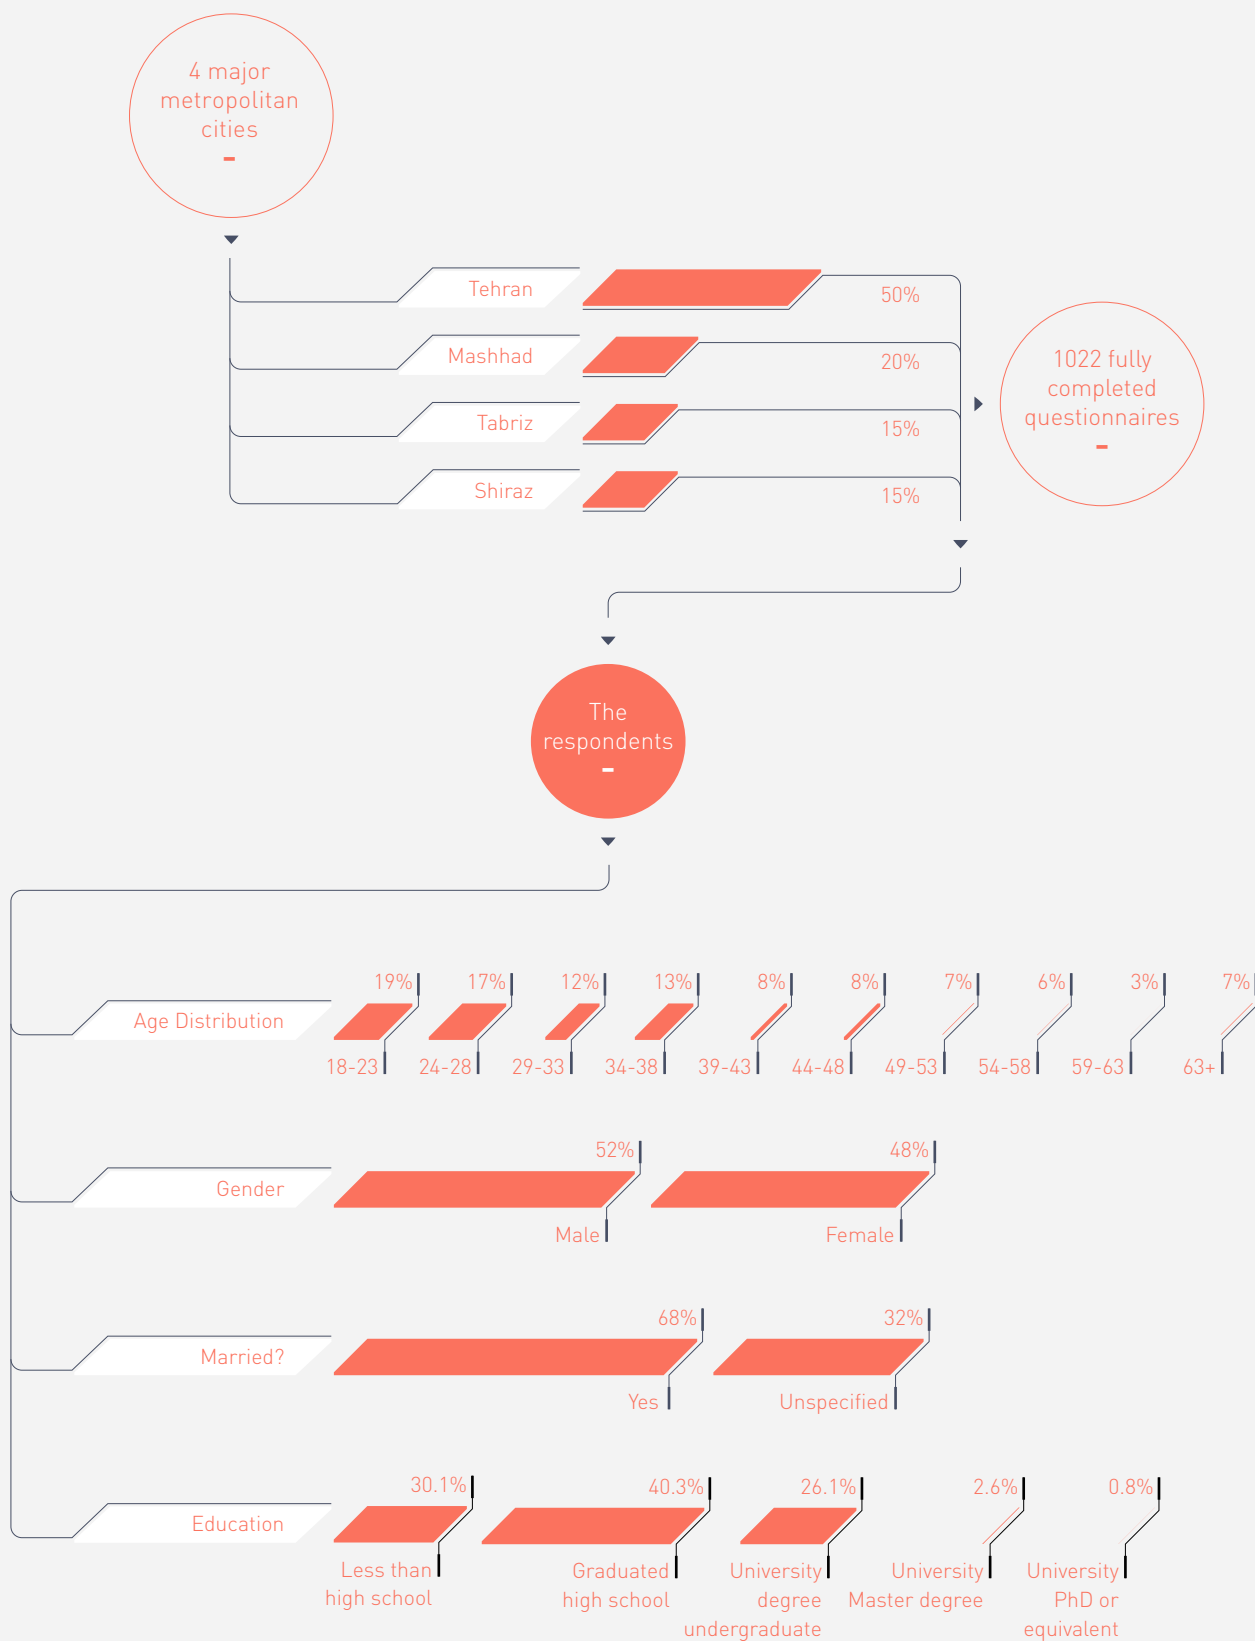 4 major
metropolitan
cities
Tehran
50%
Mashhad
20%
Tabriz
15%
Shiraz
15%
1022 fully
completed
questionnaires
The
respondents
19% 17% 12% 13% 8% 8% 7% 6% 3% 7%
Age Distribution
18-23 24-28 29-33 34-38 39-43 44-48 49-53 54-58 59-63 63+
52% 48%
Gender
Male Female
68% 32%
Married?
Yes Unspecified
30.1% 40.3% 26.1% 2.6% 0.8%
Education
Less than
high school
Graduated
high school
University
degree
undergraduate
University
Master degree
University
PhD or
equivalent